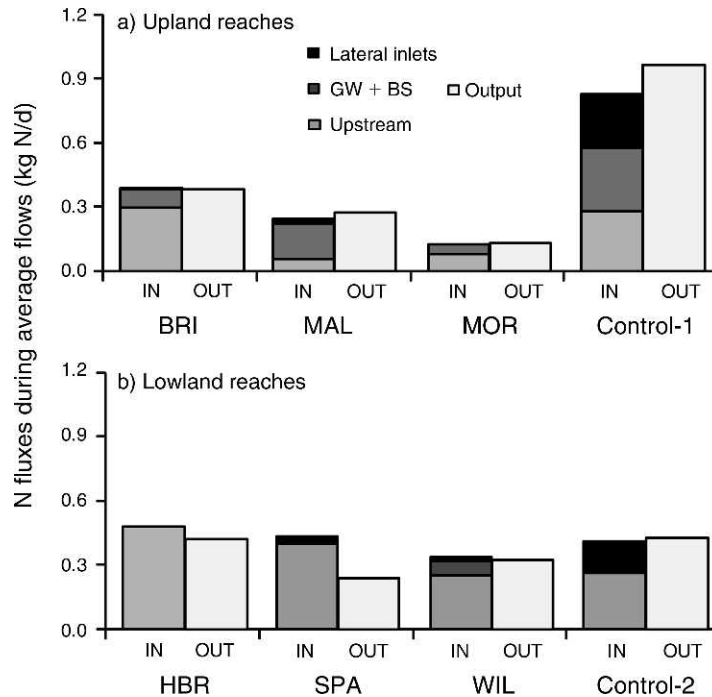 N fluxes during average flows (kg N/d)
a) Upland reaches
Lateral inlets
GW + BS
Output
Upstream
1.2
0.9
0.6
0.3
0.0
IN OUT IN OUT IN OUT IN OUT
BRI MAL MOR Control-1
b) Lowland reaches
1.2
0.9
0.6
0.3
0.0
IN OUT IN OUT IN OUT IN OUT
HBR SPA WIL Control-2